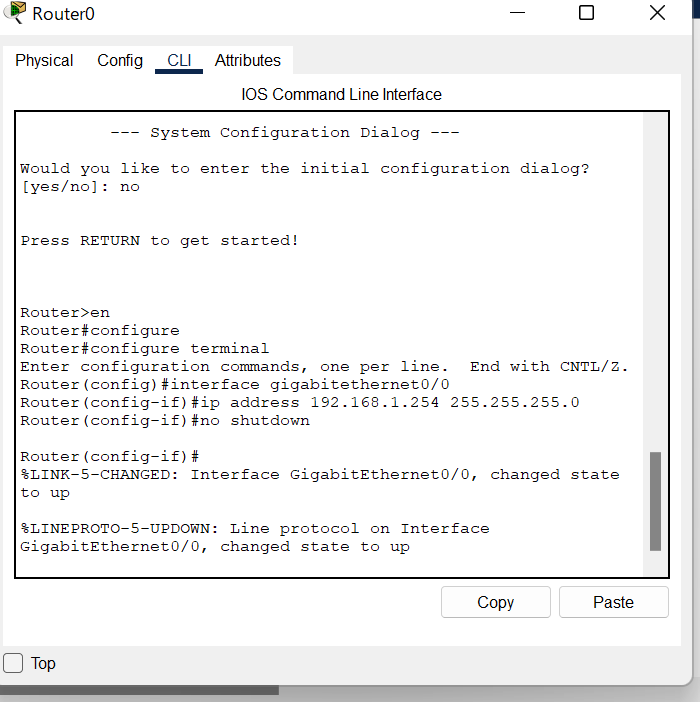 Router0
Physical Config CLI Attributes
IOS Command Line Interface
--- System Configuration Dialog ---
Would you like to enter the initial configuration dialog?
[yes/no]: no
Press RETURN to get started!
Router>en
Router#configure
Router#configure terminal
Enter configuration commands, one per line.  End with CNTL/Z.
Router(config)#interface gigabitethernet0/0
Router(config-if)#ip address 192.168.1.254 255.255.255.0
Router(config-if)#no shutdown
Router(config-if)#
%LINK-5-CHANGED: Interface GigabitEthernet0/0, changed state
to up
%LINEPROTO-5-UPDOWN: Line protocol on Interface
GigabitEthernet0/0, changed state to up
Copy Paste
Top